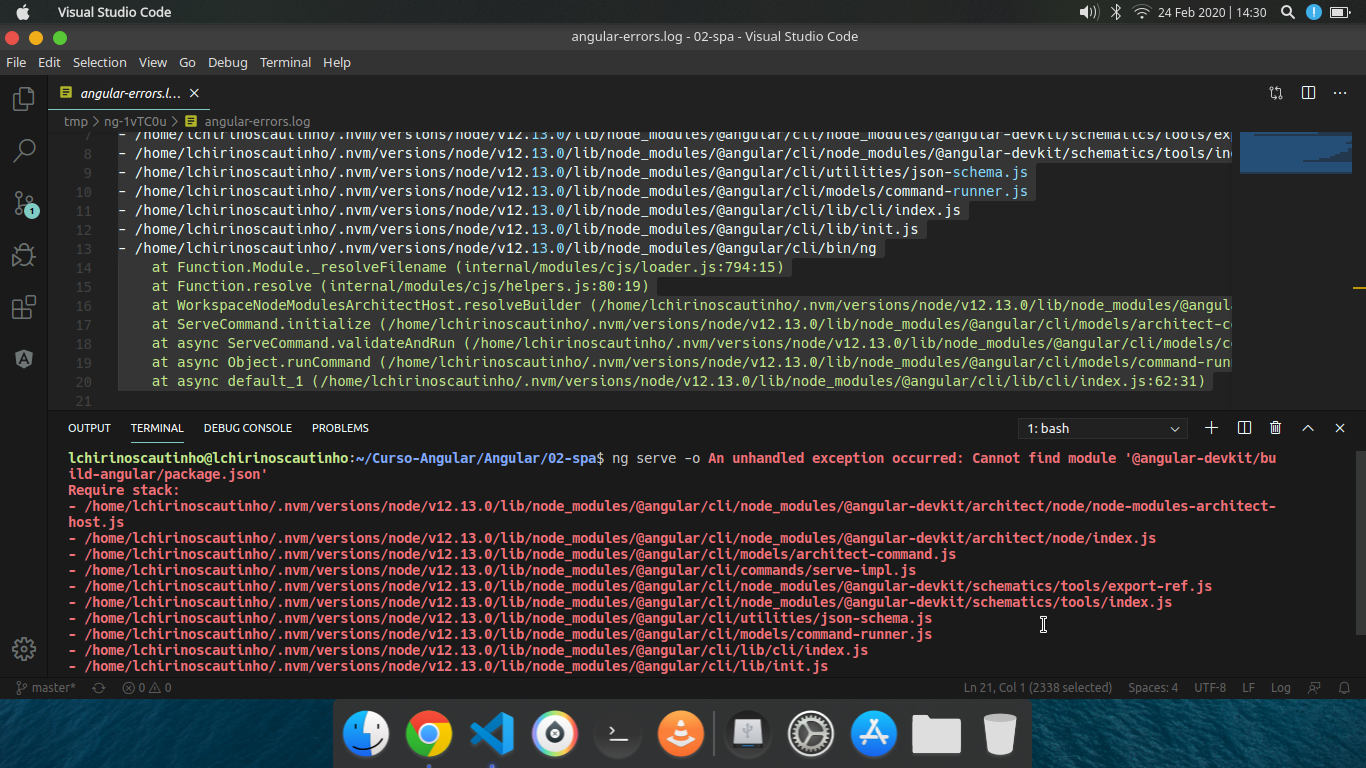 Visual Studio Code
24 Feb 2020 | 14:30
angular-errors.log - 02-spa - Visual Studio Code
File Edit Selection View Go Debug Terminal Help
angular-errors.l... ×
tmp > ng-1vTC0u > angular-errors.log
7 - /home/lchirinoscautinho/.nvm/versions/node/v12.13.0/lib/node_modules/@angular/cli/node_modules/@angular-devkit/schematics/tools/ex
8 - /home/lchirinoscautinho/.nvm/versions/node/v12.13.0/lib/node_modules/@angular/cli/node_modules/@angular-devkit/schematics/tools/in
9 - /home/lchirinoscautinho/.nvm/versions/node/v12.13.0/lib/node_modules/@angular/cli/utilities/json-schema.js
10 - /home/lchirinoscautinho/.nvm/versions/node/v12.13.0/lib/node_modules/@angular/cli/models/command-runner.js
11 - /home/lchirinoscautinho/.nvm/versions/node/v12.13.0/lib/node_modules/@angular/cli/lib/cli/index.js
12 - /home/lchirinoscautinho/.nvm/versions/node/v12.13.0/lib/node_modules/@angular/cli/lib/init.js
13 - /home/lchirinoscautinho/.nvm/versions/node/v12.13.0/lib/node_modules/@angular/cli/bin/ng
14 at Function.Module._resolveFilename (internal/modules/cjs/loader.js:794:15)
15 at Function.resolve (internal/modules/cjs/helpers.js:80:19)
16 at WorkspaceNodeModulesArchitectHost.resolveBuilder (/home/lchirinoscautinho/.nvm/versions/node/v12.13.0/lib/node_modules/@angul
17 at ServeCommand.initialize (/home/lchirinoscautinho/.nvm/versions/node/v12.13.0/lib/node_modules/@angular/cli/models/architect-c
18 at async ServeCommand.validateAndRun (/home/lchirinoscautinho/.nvm/versions/node/v12.13.0/lib/node_modules/@angular/cli/models/c
19 at async Object.runCommand (/home/lchirinoscautinho/.nvm/versions/node/v12.13.0/lib/node_modules/@angular/cli/models/command-run
20 at async default_1 (/home/lchirinoscautinho/.nvm/versions/node/v12.13.0/lib/node_modules/@angular/cli/lib/cli/index.js:62:31)
21
1
OUTPUT TERMINAL DEBUG CONSOLE PROBLEMS 1: bash
lchirinoscautinho@lchirinoscautinho:~/Curso-Angular/Angular/02-spa$ ng serve -o An unhandled exception occurred: Cannot find module '@angular-devkit/bu
ild-angular/package.json'
Require stack:
- /home/lchirinoscautinho/.nvm/versions/node/v12.13.0/lib/node_modules/@angular/cli/node_modules/@angular-devkit/architect/node/node-modules-architect-
host.js
- /home/lchirinoscautinho/.nvm/versions/node/v12.13.0/lib/node_modules/@angular/cli/node_modules/@angular-devkit/architect/node/index.js
- /home/lchirinoscautinho/.nvm/versions/node/v12.13.0/lib/node_modules/@angular/cli/models/architect-command.js
- /home/lchirinoscautinho/.nvm/versions/node/v12.13.0/lib/node_modules/@angular/cli/commands/serve-impl.js
- /home/lchirinoscautinho/.nvm/versions/node/v12.13.0/lib/node_modules/@angular/cli/node_modules/@angular-devkit/schematics/tools/export-ref.js
- /home/lchirinoscautinho/.nvm/versions/node/v12.13.0/lib/node_modules/@angular/cli/node_modules/@angular-devkit/schematics/tools/index.js
- /home/lchirinoscautinho/.nvm/versions/node/v12.13.0/lib/node_modules/@angular/cli/utilities/json-schema.js
- /home/lchirinoscautinho/.nvm/versions/node/v12.13.0/lib/node_modules/@angular/cli/models/command-runner.js
- /home/lchirinoscautinho/.nvm/versions/node/v12.13.0/lib/node_modules/@angular/cli/lib/cli/index.js
- /home/lchirinoscautinho/.nvm/versions/node/v12.13.0/lib/node_modules/@angular/cli/lib/init.js
master* 0 0 Ln 21, Col 1 (2338 selected) Spaces: 4 UTF-8 LF Log